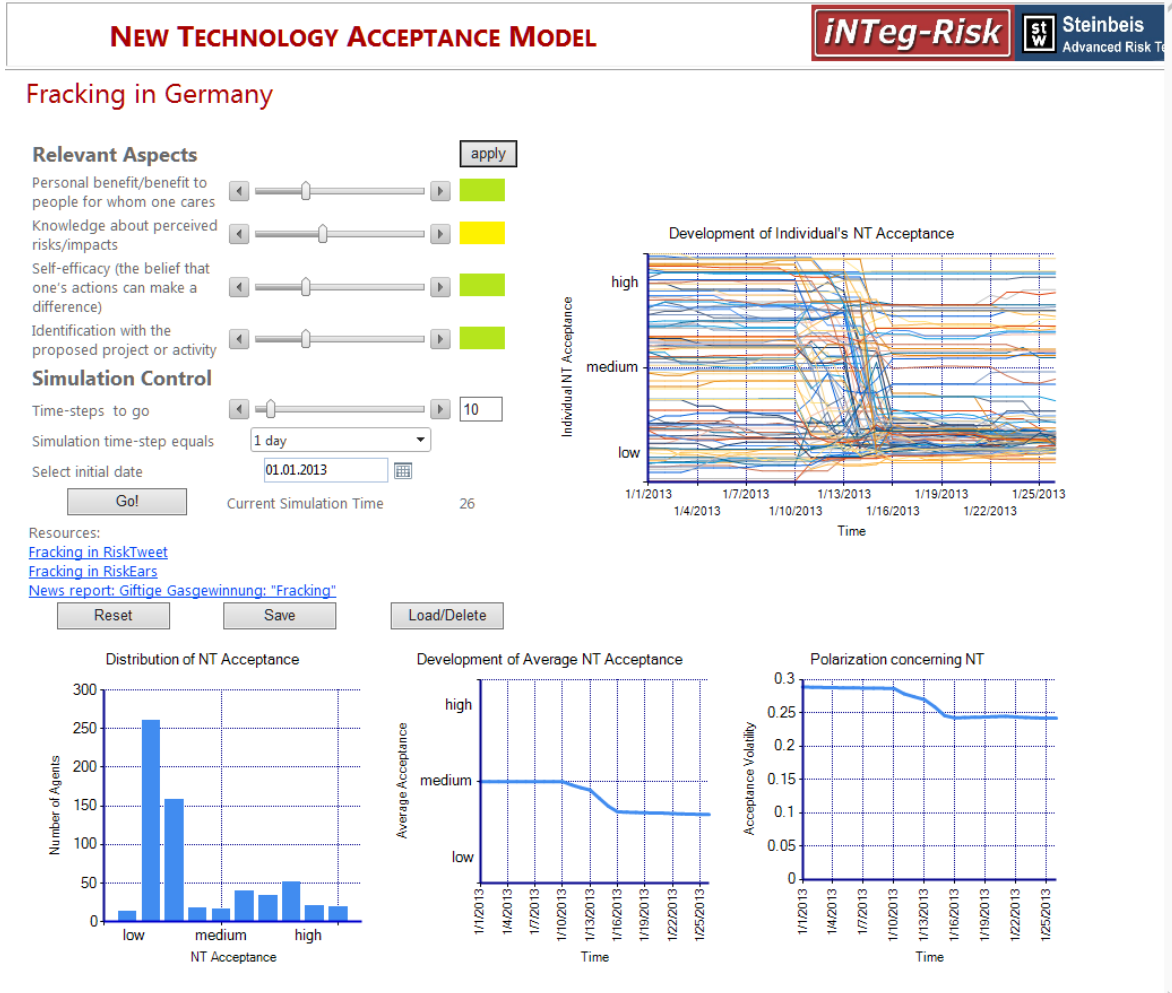 NEW TECHNOLOGY ACCEPTANCE MODEL
iNTeg-Risk
st
w
Steinbeis
Advanced Risk
Fracking in Germany
Relevant Aspects
apply
Personal benefit/benefit to
people for whom one cares
Knowledge about perceived
risks/impacts
Self-efficacy (the belief that
one's actions can make a
difference)
Identification with the
proposed project or activity
Simulation Control
Time-steps to go
10
Simulation time-step equals
1 day
Select initial date
01.01.2013
Go!
Current Simulation Time
26
Resources:
Fracking in RiskTweet
Fracking in RiskEars
News report: Giftige Gasgewinnung: "Fracking"
Reset
Save
Load/Delete
Development of Individual's NT Acceptance
Individual NT Acceptance
high
medium
low
1/1/2013
1/7/2013
1/13/2013
1/19/2013
1/25/2013
1/4/2013
1/10/2013
1/16/2013
1/22/2013
Time
Distribution of NT Acceptance
Number of Agents
300
250
200
150
100
50
0
low
medium
high
NT Acceptance
Development of Average NT Acceptance
Average Acceptance
high
medium
low
1/1/2013
1/4/2013
1/7/2013
1/10/2013
1/13/2013
1/16/2013
1/19/2013
1/22/2013
1/25/2013
Time
Polarization concerning NT
Acceptance Volatility
0.3
0.25
0.2
0.15
0.1
0.05
0
1/1/2013
1/4/2013
1/7/2013
1/10/2013
1/13/2013
1/16/2013
1/19/2013
1/22/2013
1/25/2013
Time